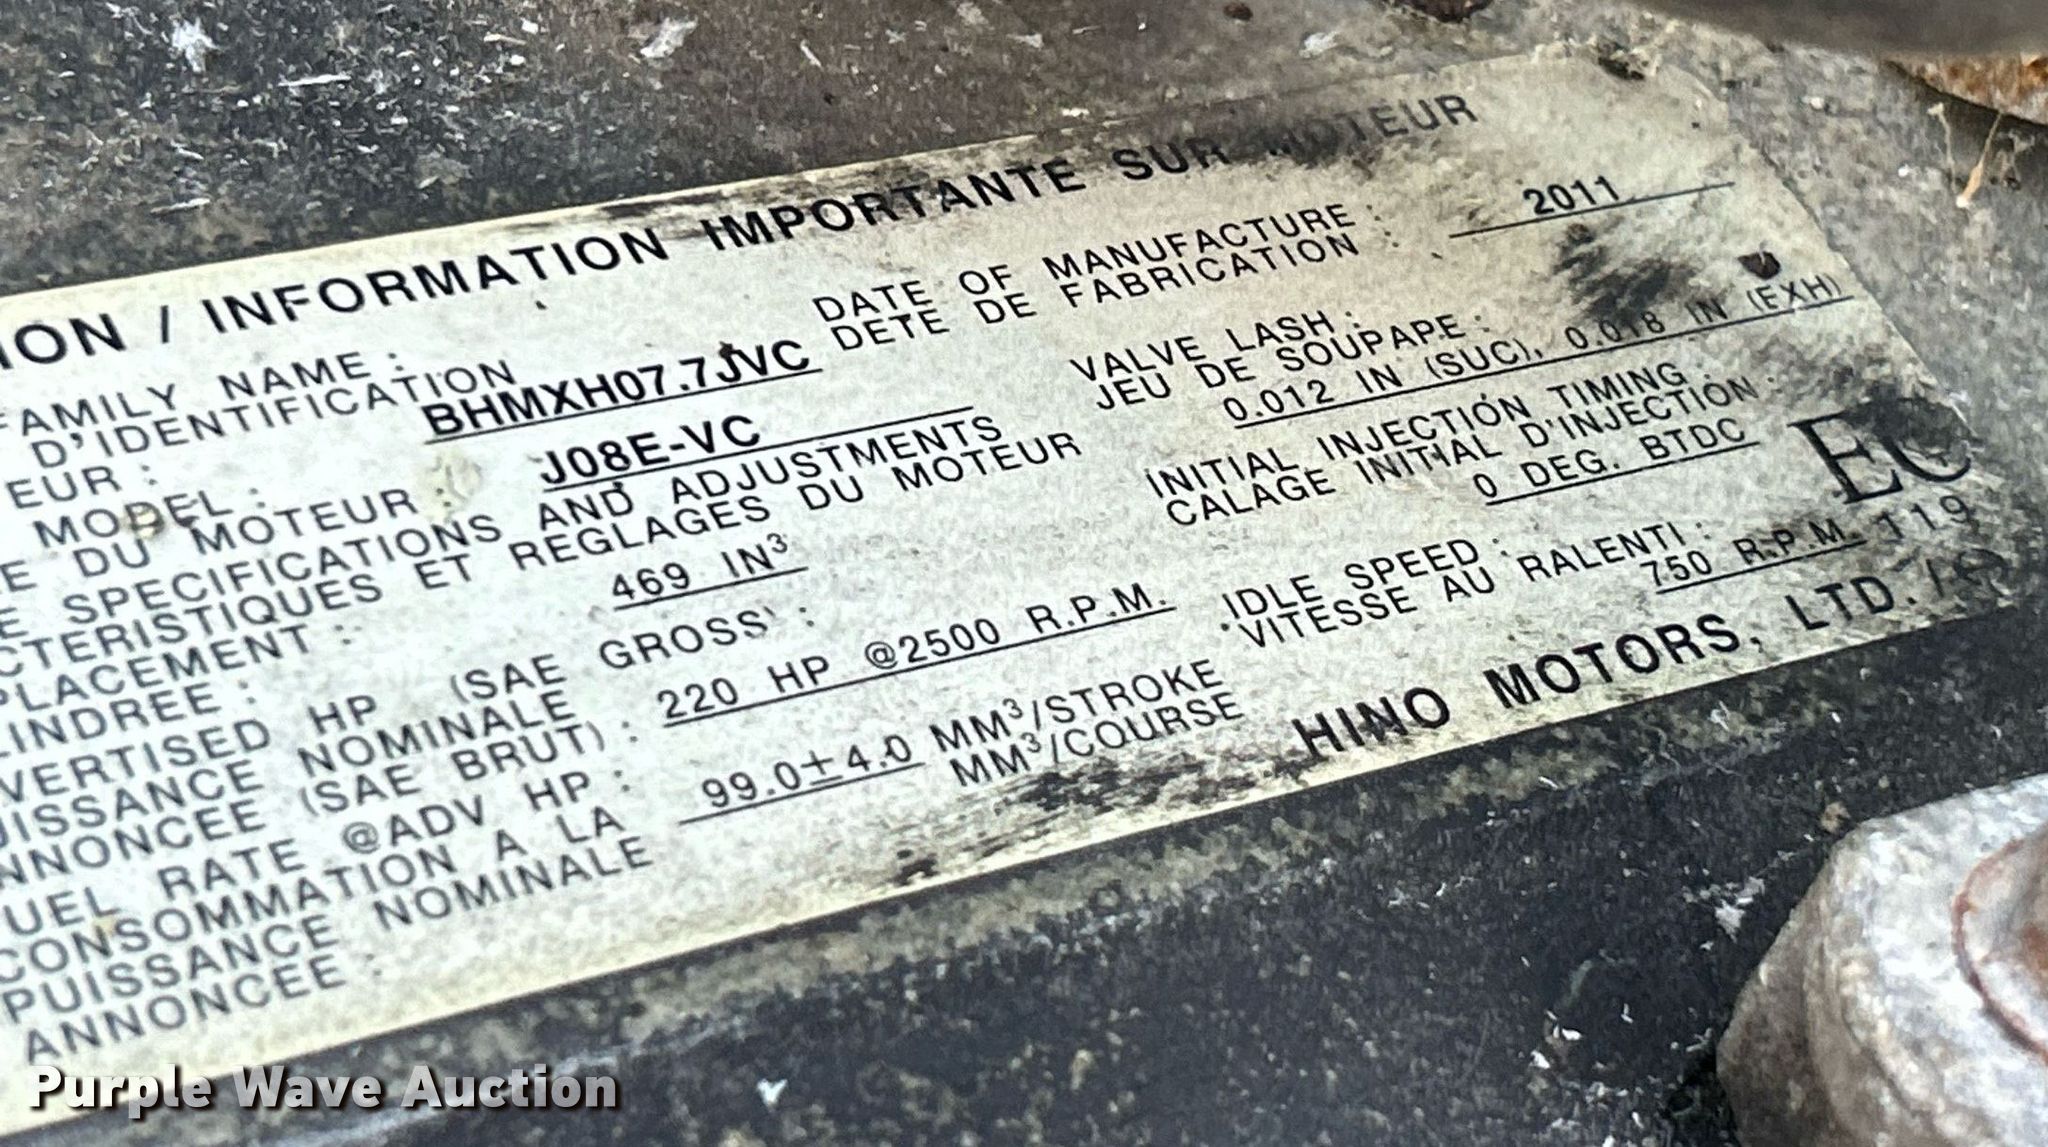 ION / INFORMATION IMPORTANTE SUR MOTEUR
FAMILY NAME :
D'IDENTIFICATION
BHMXH07.7JVC
EUR :
MODEL :
E DU MOTEUR :
J08E-VC
E SPECIFICATIONS AND ADJUSTMENTS
CTERISTIQUES ET REGLAGES DU MOTEUR
PLACEMENT :
LINDREE :
469 IN³
VERTISED HP (SAE GROSS) :
UISSANCE NOMINALE
NNONCEE (SAE BRUT) :
220 HP @2500 R.P.M.
UEL RATE @ADV HP :
CONSOMMATION A LA
PUISSANCE NOMINALE
ANNONCEE :
99.0±4.0 MM³/STROKE
MM³/COURSE
DATE OF MANUFACTURE :
DETE DE FABRICATION :
2011
VALVE LASH :
JEU DE SOUPAPE :
0.012 IN (SUC), 0.018 IN (EXH)
INITIAL INJECTION TIMING :
CALAGE INITIAL D'INJECTION :
0 DEG. BTDC
IDLE SPEED :
VITESSE AU RALENTI :
750 R.P.M.
EC
119
HINO MOTORS, LTD.
Purple Wave Auction